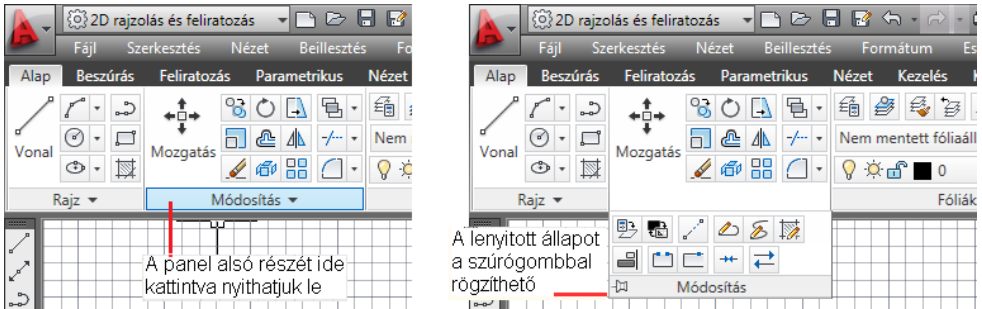 2D rajzolás és feliratozás
Fájl Szerkesztés Nézet Beillesztés
Alap Beszúrás Feliratozás Parametrikus Nézet
Vonal
Mozgatás
Nem
Rajz
Módosítás
A panel alsó részét ide
kattintva nyithatjuk le
2D rajzolás és feliratozás
Fájl Szerkesztés Nézet Beillesztés Formátum
Alap Beszúrás Feliratozás Parametrikus Nézet Kezelés
Vonal
Mozgatás
Nem mentett fóliaáll
0
Rajz
Fóliák
A lenyitott állapot
a szúrógombbal
rögzíthető
Módosítás